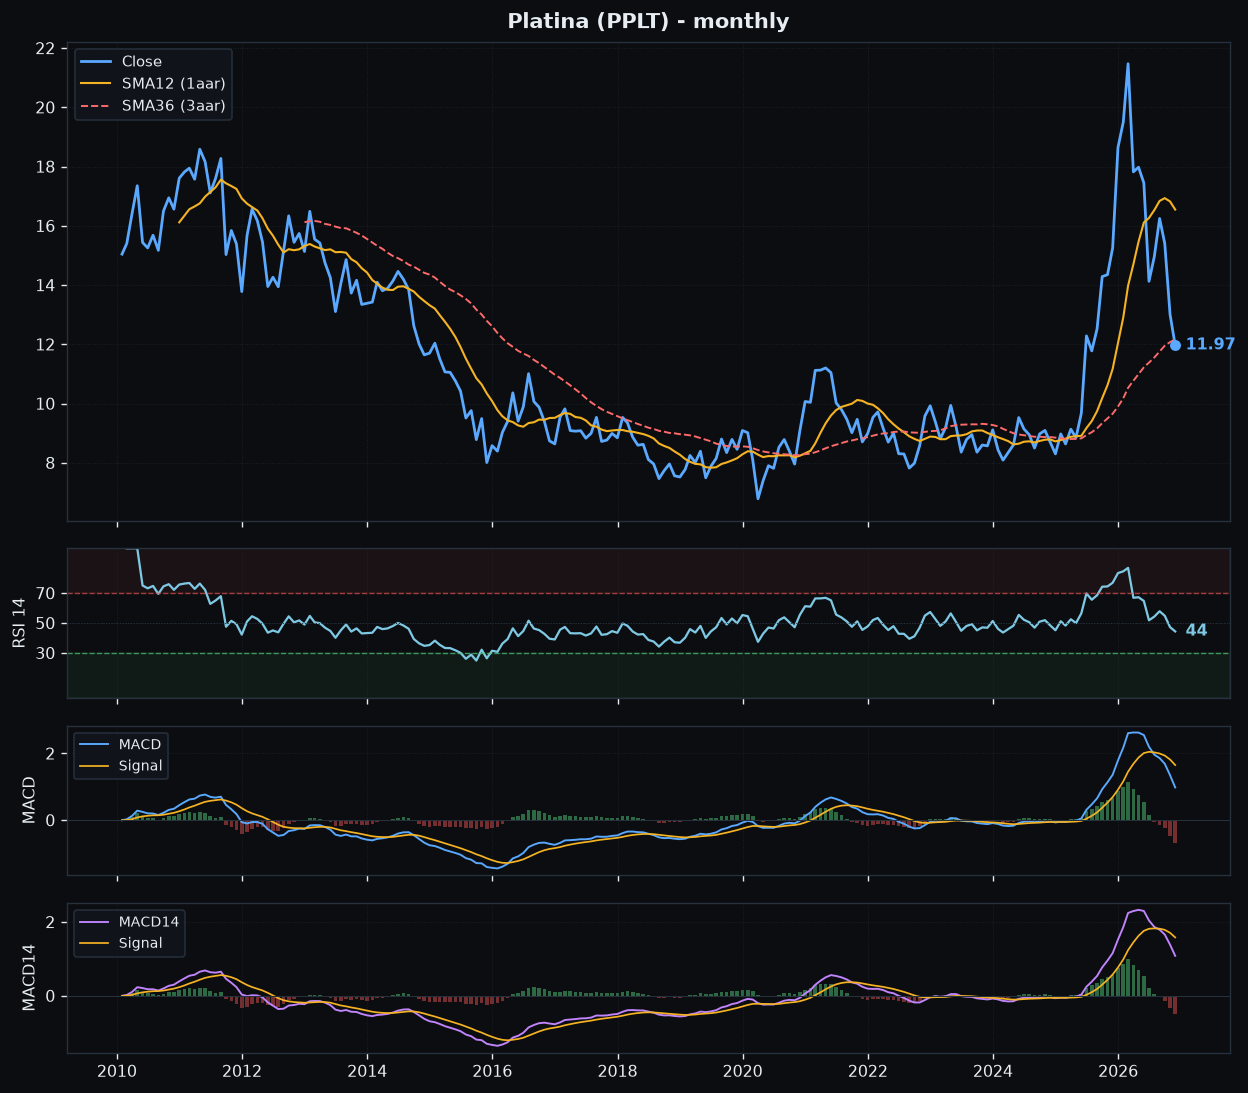 Platina (PPLT) - monthly
22
20
18
16
14
12
10
8
Close
SMA12 (1aar)
SMA36 (3aar)
11.97
RSI 14
70
50
30
44
MACD
2
0
MACD
Signal
MACD14
2
0
MACD14
Signal
2010 2012 2014 2016 2018 2020 2022 2024 2026